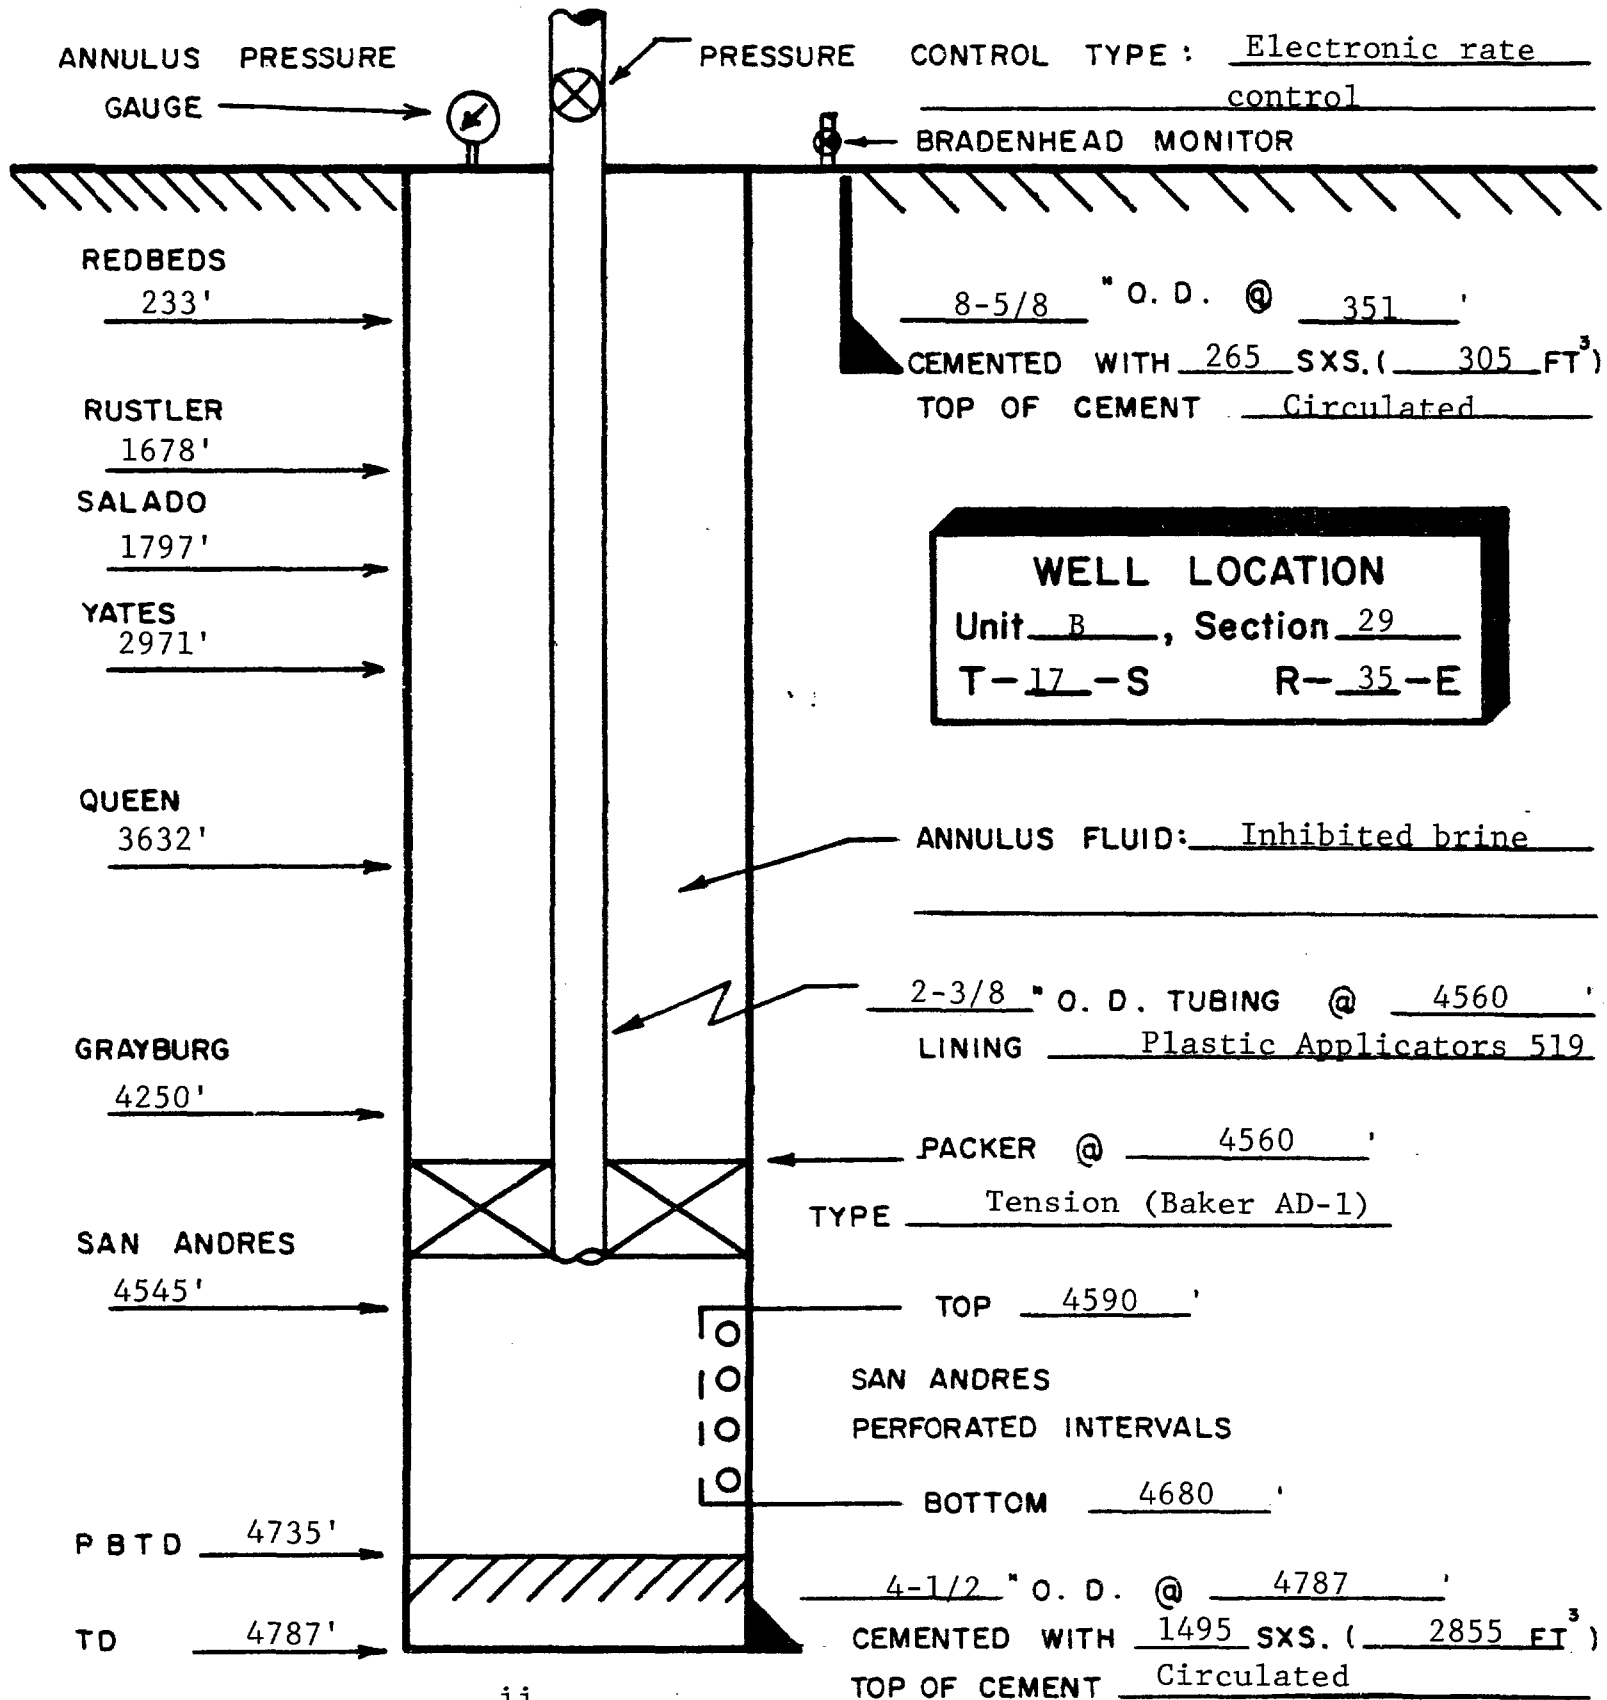 ANNULUS PRESSURE GAUGE
PRESSURE CONTROL TYPE: Electronic rate
control
BRADENHEAD MONITOR
REDBEDS
233'
8-5/8 " O.D. @ 351 '
CEMENTED WITH 265 SXS. ( 305 FT³)
TOP OF CEMENT Circulated
RUSTLER
1678'
SALADO
1797'
YATES
2971'
WELL LOCATION
Unit B, Section 29
T-17-S R-35-E
QUEEN
3632'
ANNULUS FLUID: Inhibited brine
2-3/8 " O.D. TUBING @ 4560 '
LINING Plastic Applicators 519
GRAYBURG
4250'
PACKER @ 4560 '
TYPE Tension (Baker AD-1)
SAN ANDRES
4545'
TOP 4590 '
SAN ANDRES
PERFORATED INTERVALS
BOTTOM 4680 '
PBTD 4735'
4-1/2 " O.D. @ 4787 '
TD 4787'
CEMENTED WITH 1495 SXS. ( 2855 FT³)
TOP OF CEMENT Circulated
ii